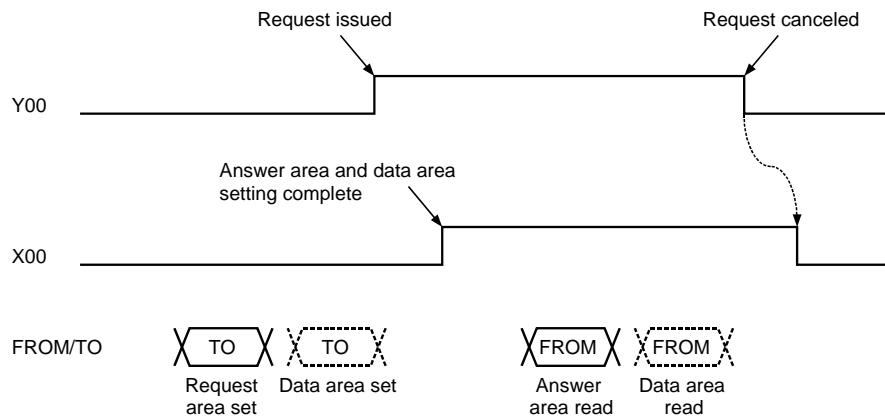 Request issued
Request canceled
Y00
Answer area and data area
setting complete
X00
FROM/TO
TO
TO
FROM
FROM
Request
area set
Data area set
Answer
area read
Data area
read